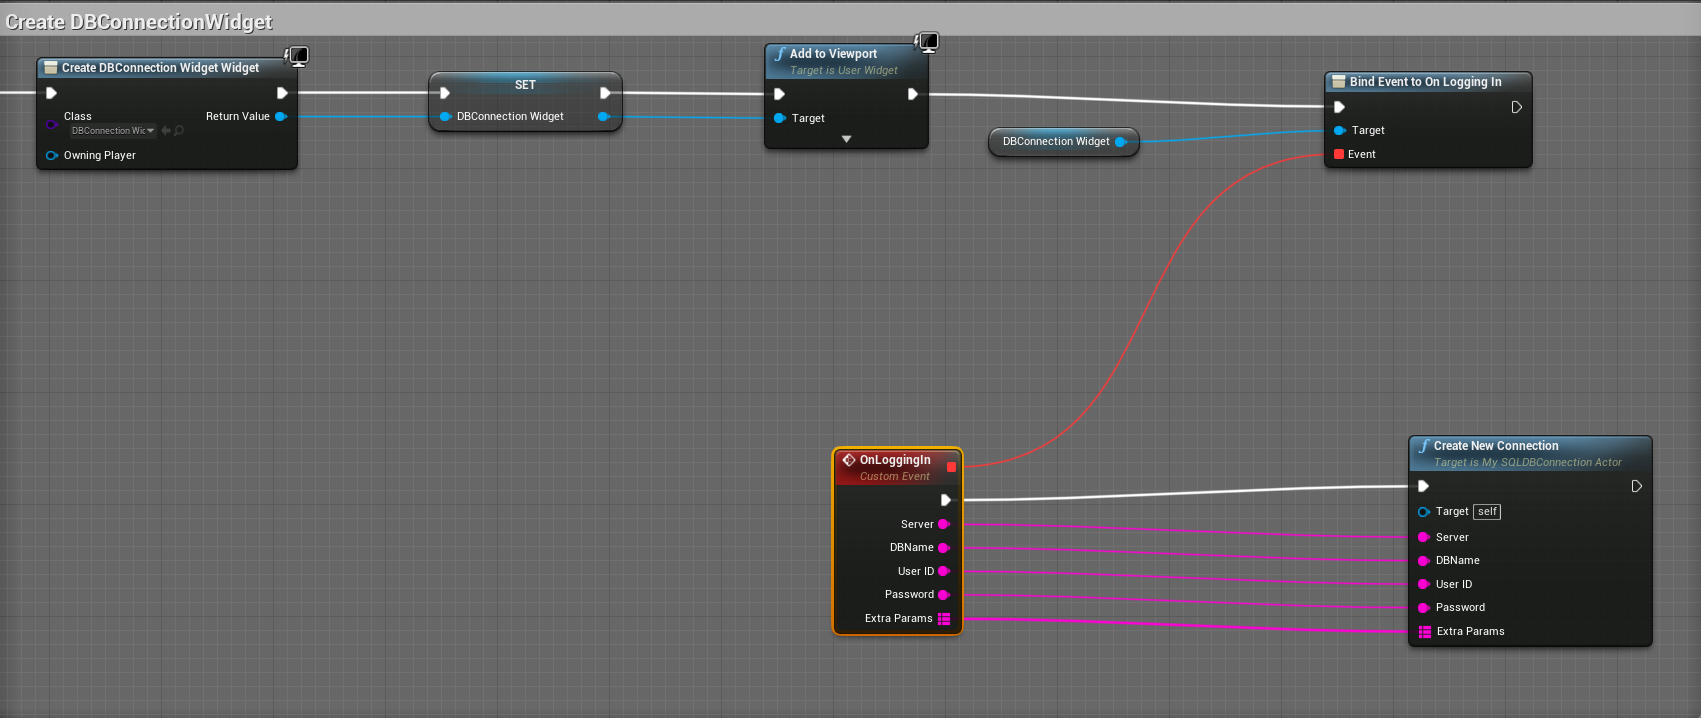 Create DBConnectionWidget
Create DBConnection Widget Widget
Class
DBConnection Wic
Return Value
Owning Player
SET
DBConnection Widget
Add to Viewport
Target is User Widget
Target
DBConnection Widget
Bind Event to On Logging In
Target
Event
OnLoggingIn
Custom Event
Server
DBName
User ID
Password
Extra Params
Create New Connection
Target is My SQLDBConnection Actor
Target self
Server
DBName
User ID
Password
Extra Params